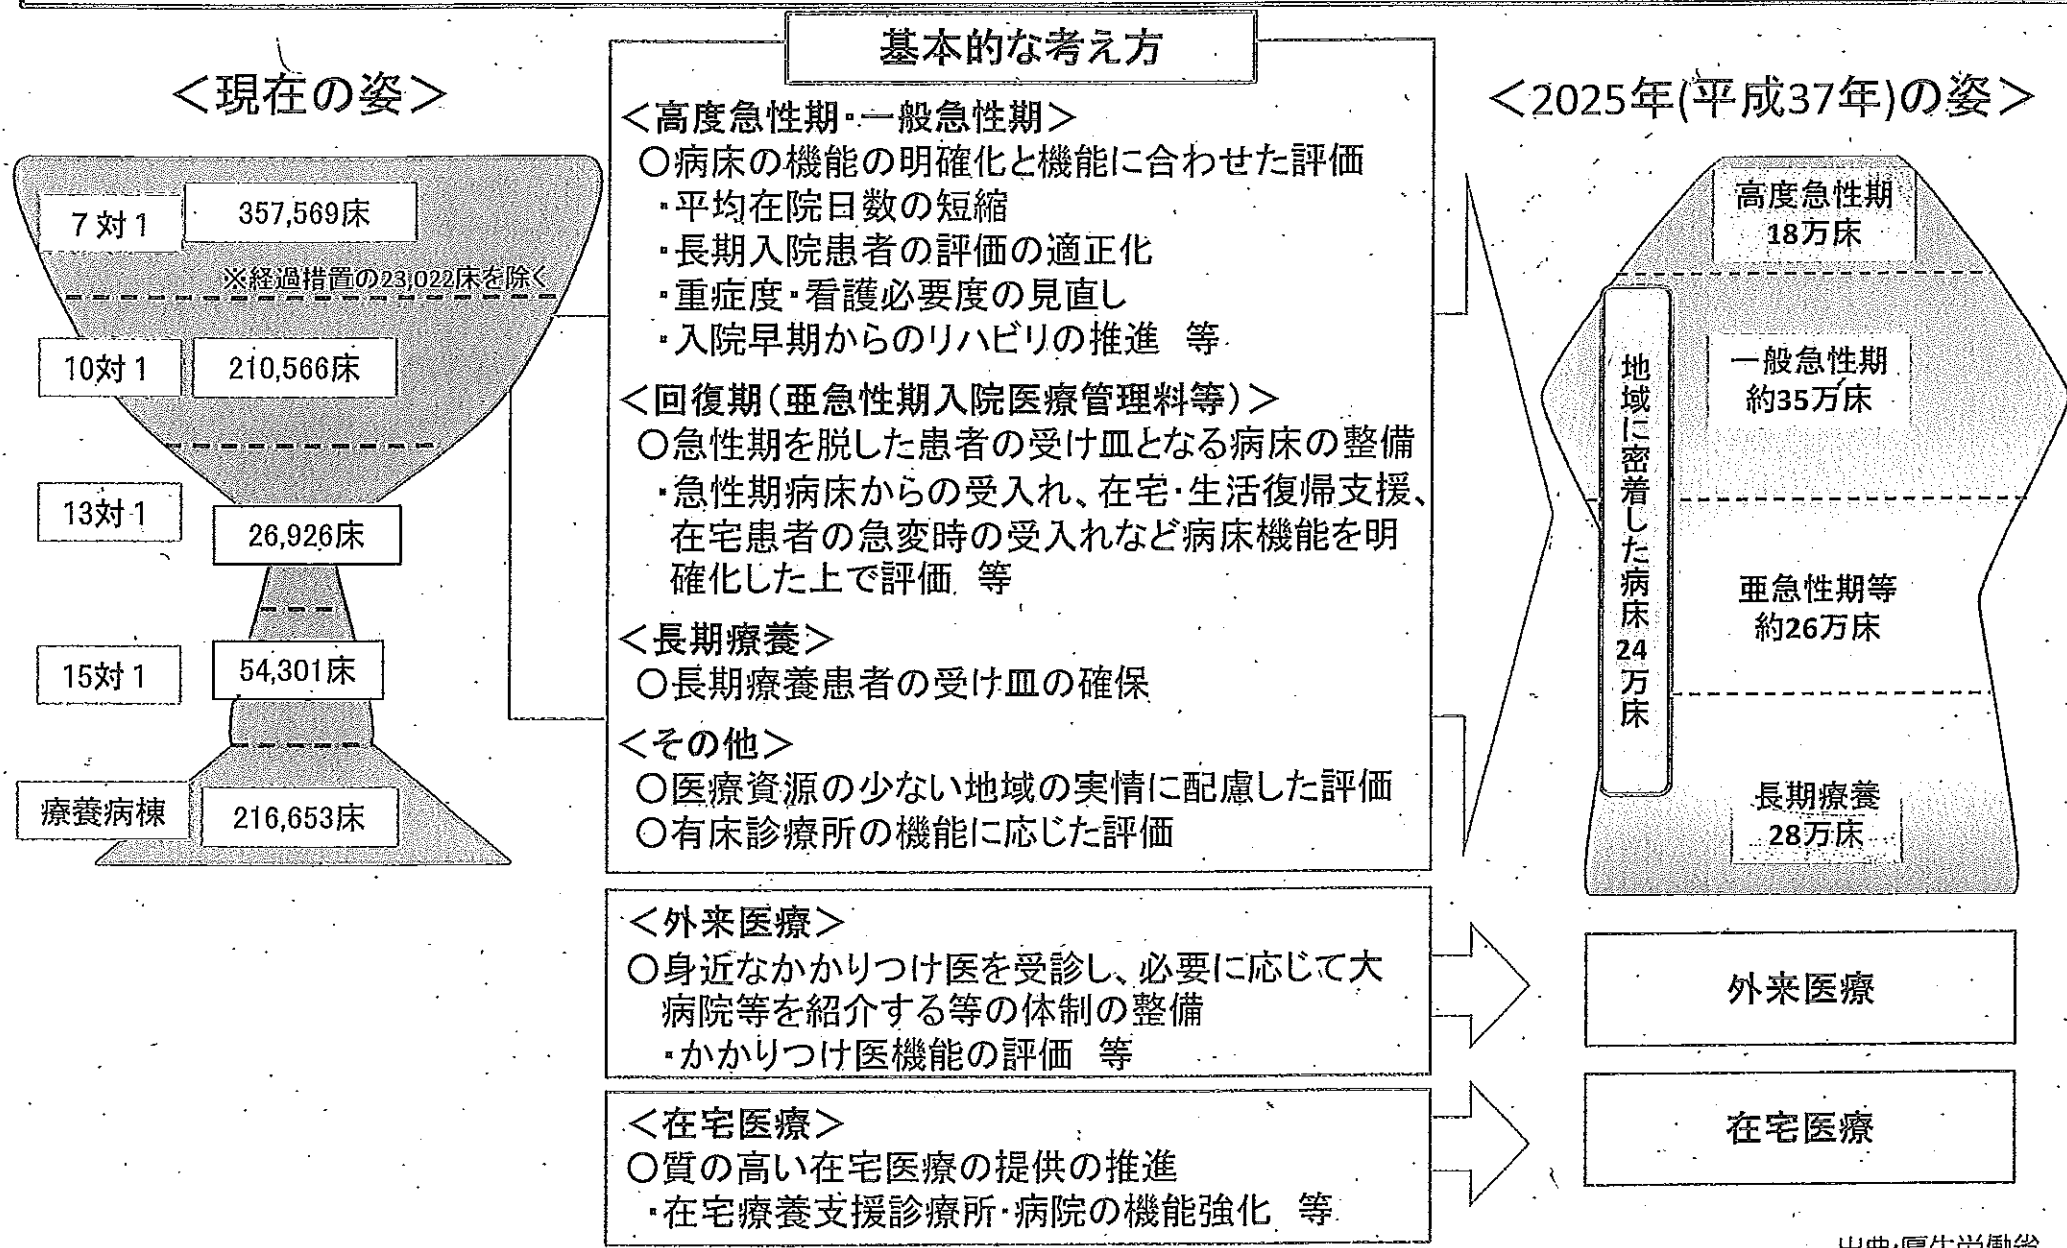 基本的な考え方
＜現在の姿＞
7対1
357,569床
※経過措置の23,022床を除く
10対1
210,566床
13対1
26,926床
15対1
54,301床
療養病棟
216,653床
＜高度急性期・一般急性期＞
○病床の機能の明確化と機能に合わせた評価
・平均在院日数の短縮
・長期入院患者の評価の適正化
・重症度・看護必要度の見直し
・入院早期からのリハビリの推進 等
＜回復期(亜急性期入院医療管理料等)＞
○急性期を脱した患者の受け皿となる病床の整備
・急性期病床からの受入れ、在宅・生活復帰支援、
在宅患者の急変時の受入れなど病床機能を明
確化した上で評価 等
＜長期療養＞
○長期療養患者の受け皿の確保
＜その他＞
○医療資源の少ない地域の実情に配慮した評価
○有床診療所の機能に応じた評価
＜外来医療＞
○身近なかかりつけ医を受診し、必要に応じて大
病院等を紹介する等の体制の整備
・かかりつけ医機能の評価 等
＜在宅医療＞
○質の高い在宅医療の提供の推進
・在宅療養支援診療所・病院の機能強化 等
＜2025年(平成37年)の姿＞
高度急性期
18万床
一般急性期
約35万床
地域に密着した病床24万床
亜急性期等
約26万床
長期療養
28万床
外来医療
在宅医療
出典:厚生労働省